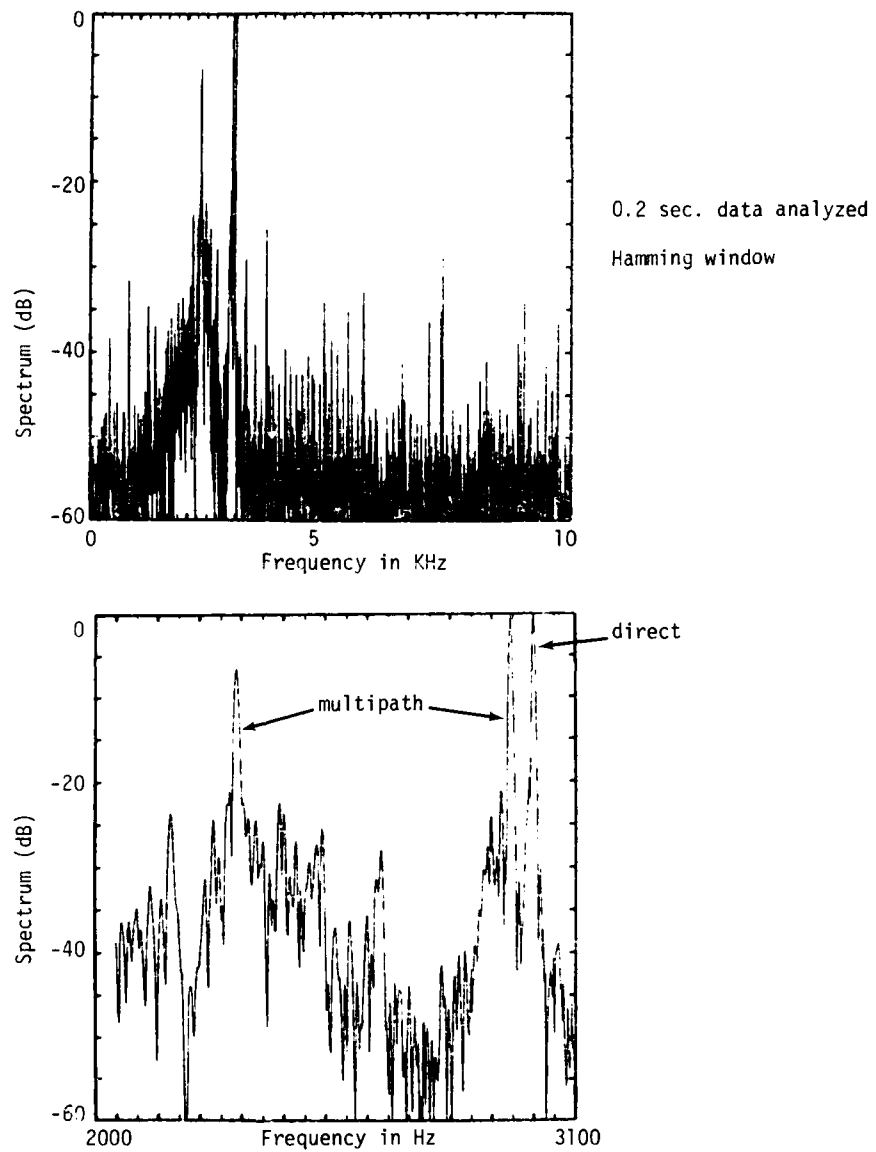 0
-20
-40
-60
Spectrum (dB)
0
5
10
Frequency in KHz
0.2 sec. data analyzed
Hamming window
0
-20
-40
-60
Spectrum (dB)
direct
multipath
2000
Frequency in Hz
3100